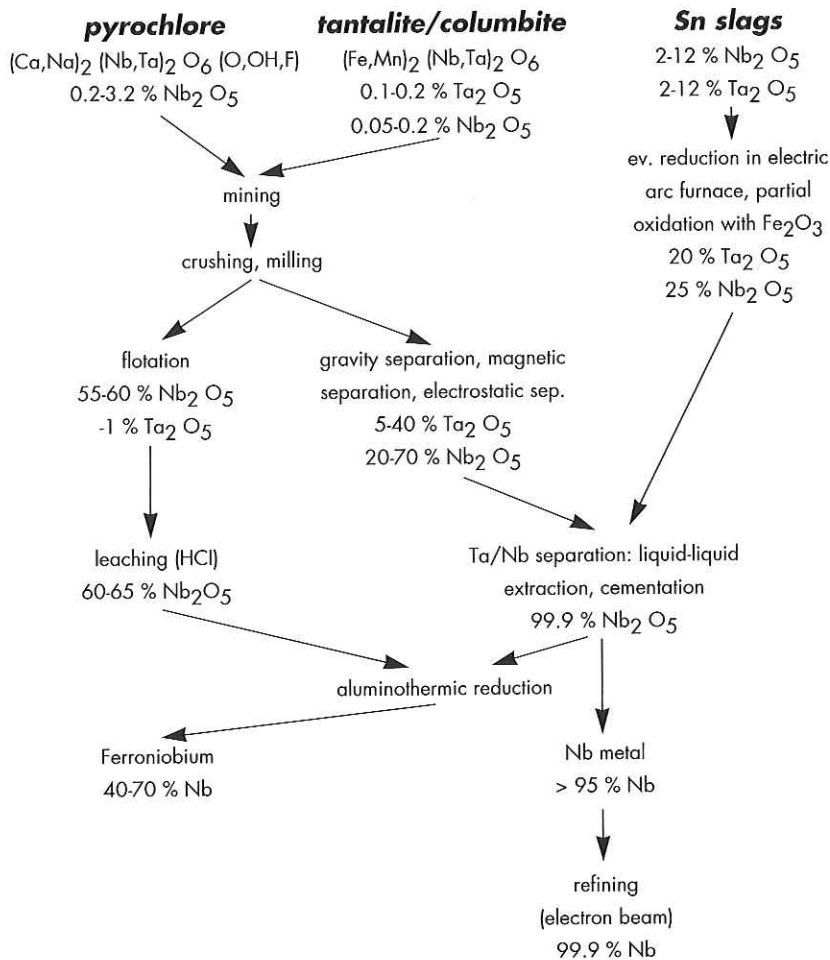 pyrochlore
(Ca,Na)2 (Nb,Ta)2 O6 (O,OH,F)
0.2-3.2 % Nb2 O5
tantalite/columbite
(Fe,Mn)2 (Nb,Ta)2 O6
0.1-0.2 % Ta2 O5
0.05-0.2 % Nb2 O5
Sn slags
2-12 % Nb2 O5
2-12 % Ta2 O5
ev. reduction in electric
arc furnace, partial
oxidation with Fe2O3
20 % Ta2 O5
25 % Nb2 O5
mining
crushing, milling
flotation
55-60 % Nb2 O5
-1 % Ta2 O5
gravity separation, magnetic
separation, electrostatic sep.
5-40 % Ta2 O5
20-70 % Nb2 O5
leaching (HCl)
60-65 % Nb2O5
Ta/Nb separation: liquid-liquid
extraction, cementation
99.9 % Nb2 O5
aluminothermic reduction
Ferroniobium
40-70 % Nb
Nb metal
> 95 % Nb
refining
(electron beam)
99.9 % Nb